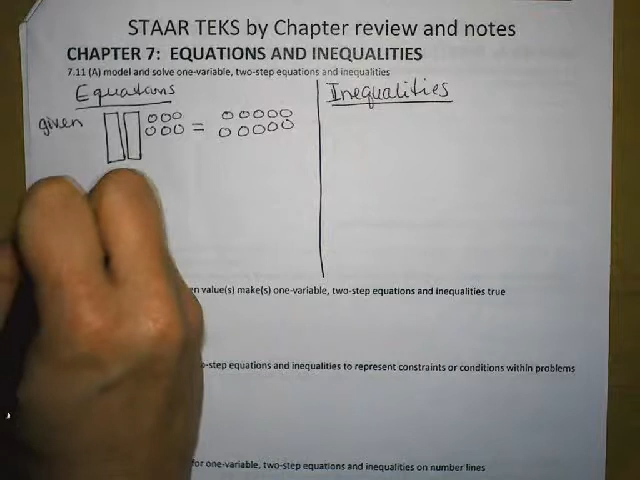 STAAR TEKS by Chapter review and notes
CHAPTER 7: EQUATIONS AND INEQUALITIES
7.11 (A) model and solve one-variable, two-step equations and inequalities
Equations
Inequalities
given
=
value(s) make(s) one-variable, two-step equations and inequalities true
-step equations and inequalities to represent constraints or conditions within problems
for one-variable, two-step equations and inequalities on number lines